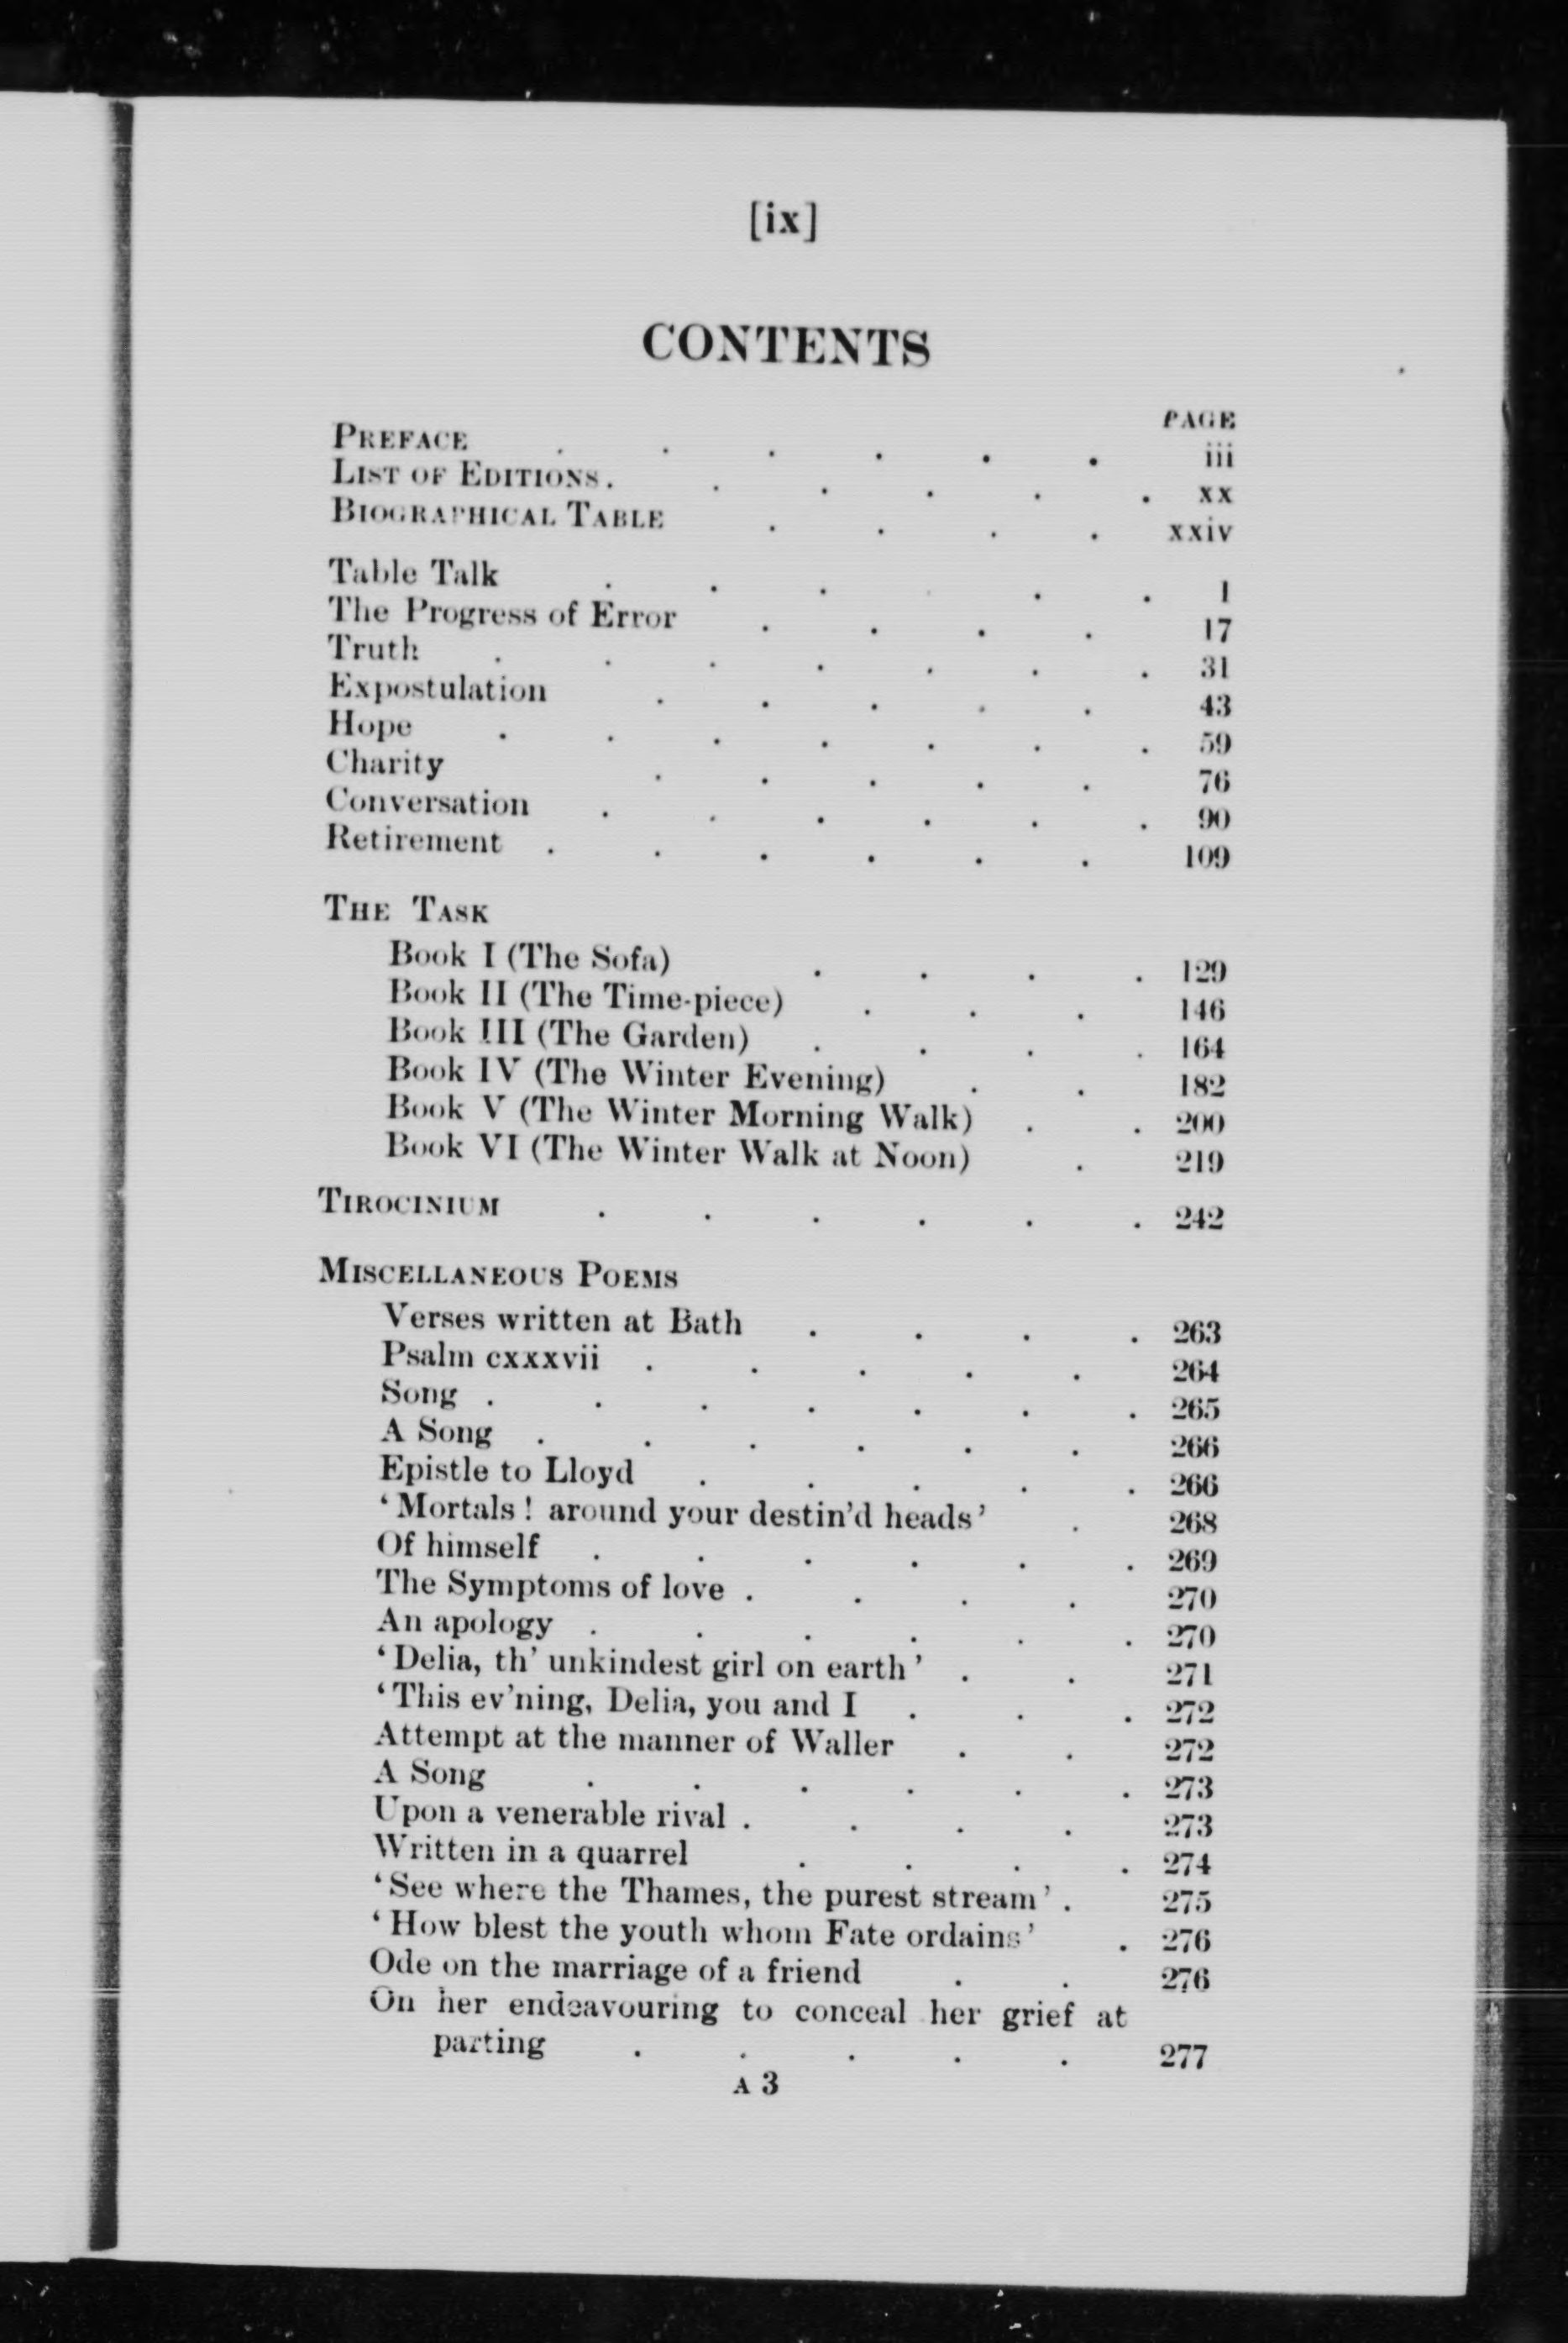 [ix]
CONTENTS
PAGE
PREFACE . . . . . . iii
LIST OF EDITIONS . . . . . . xx
BIOGRAPHICAL TABLE . . . . xxiv
Table Talk . . . . . . 1
The Progress of Error . . . . 17
Truth . . . . . . . 31
Expostulation . . . . . 43
Hope . . . . . . . 59
Charity . . . . . 76
Conversation . . . . . . 90
Retirement . . . . . . 109
THE TASK
Book I (The Sofa) . . . . 129
Book II (The Time-piece) . . . 146
Book III (The Garden) . . . . 164
Book IV (The Winter Evening) . . 182
Book V (The Winter Morning Walk) . . 200
Book VI (The Winter Walk at Noon) . 219
TIROCINIUM . . . . . . 242
MISCELLANEOUS POEMS
Verses written at Bath . . . . 263
Psalm cxxxvii . . . . . 264
Song . . . . . . . 265
A Song . . . . . . 266
Epistle to Lloyd . . . . . 266
‘Mortals ! around your destin’d heads’ . 268
Of himself . . . . . . 269
The Symptoms of love . . . . 270
An apology . . . . . . 270
‘Delia, th’ unkindest girl on earth’ . . 271
‘This ev’ning, Delia, you and I . . . 272
Attempt at the manner of Waller . . 272
A Song . . . . . . 273
Upon a venerable rival . . . . 273
Written in a quarrel . . . . 274
‘See where the Thames, the purest stream’ . 275
‘How blest the youth whom Fate ordains’ . 276
Ode on the marriage of a friend . . 276
On her endeavouring to conceal her grief at
parting . . . . . 277
A 3